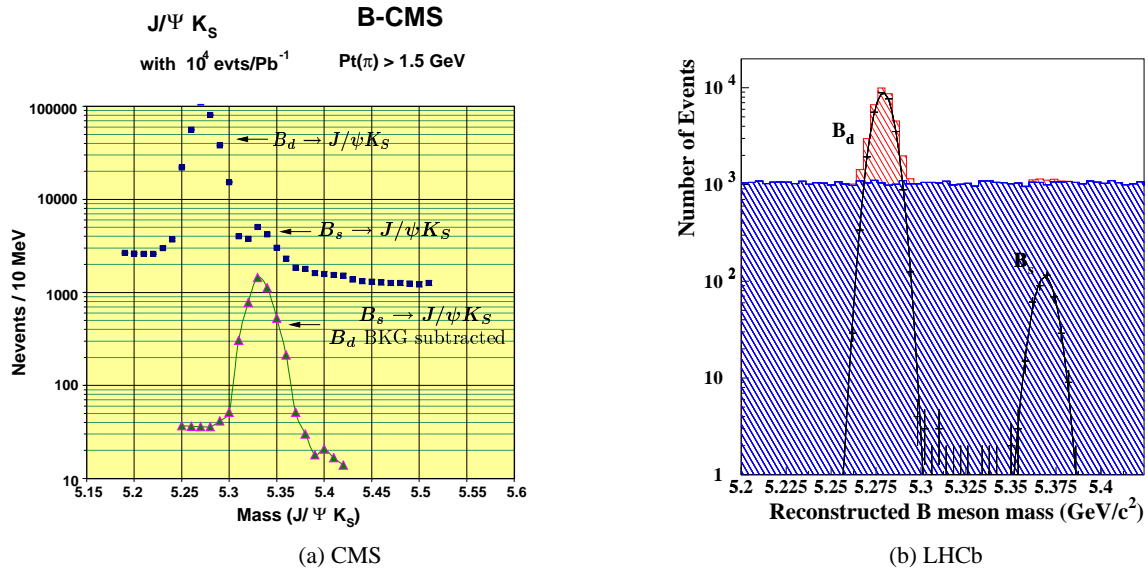 J/Ψ K_S
B-CMS
with 10^4 evts/Pb^-1
Pt(π) > 1.5 GeV
Nevents / 10 MeV
100000
10000
1000
100
10
B_d → J/ψK_S
B_s → J/ψK_S
B_s → J/ψK_S
B_d BKG subtracted
5.15 5.2 5.25 5.3 5.35 5.4 5.45 5.5 5.55 5.6
Mass (J/ Ψ K_S)
(a) CMS
Number of Events
10^4
10^3
10^2
10
1
B_d
B_s
5.2 5.225 5.25 5.275 5.3 5.325 5.35 5.375 5.4
Reconstructed B meson mass (GeV/c^2)
(b) LHCb